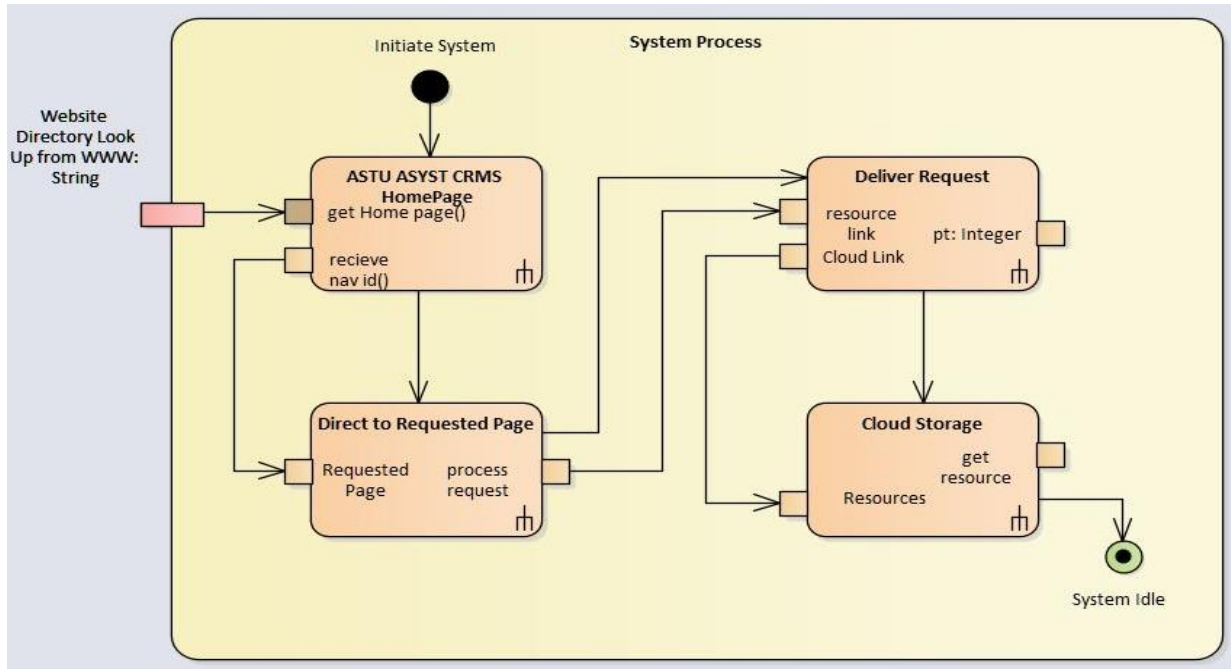 Initiate System
System Process
Website
Directory Look
Up from WWW:
String
ASTU ASYST CRMS
HomePage
get Home page()
recieve
nav id()
Deliver Request
resource
link
pt: Integer
Cloud Link
Direct to Requested Page
Requested
Page
process
request
Cloud Storage
get
resource
Resources
System Idle